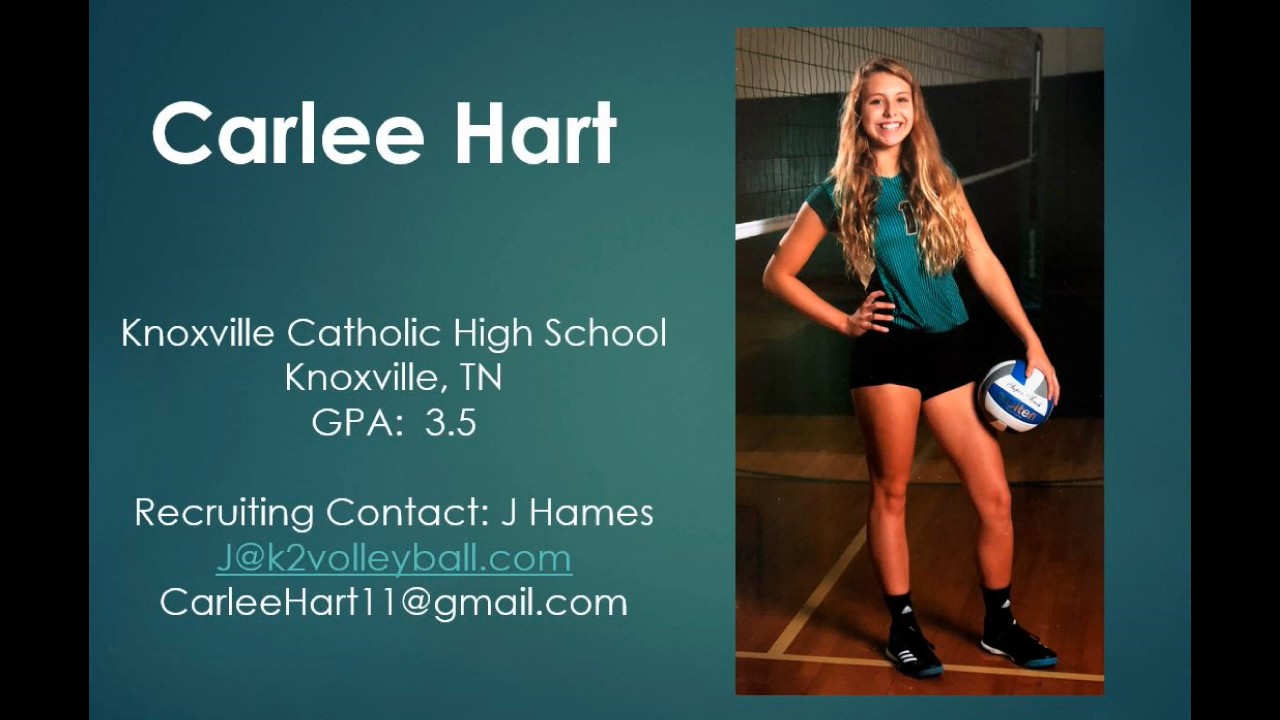 Carlee Hart
Knoxville Catholic High School
Knoxville, TN
GPA:  3.5
Recruiting Contact: J Hames
J@k2volleyball.com
CarleeHart11@gmail.com